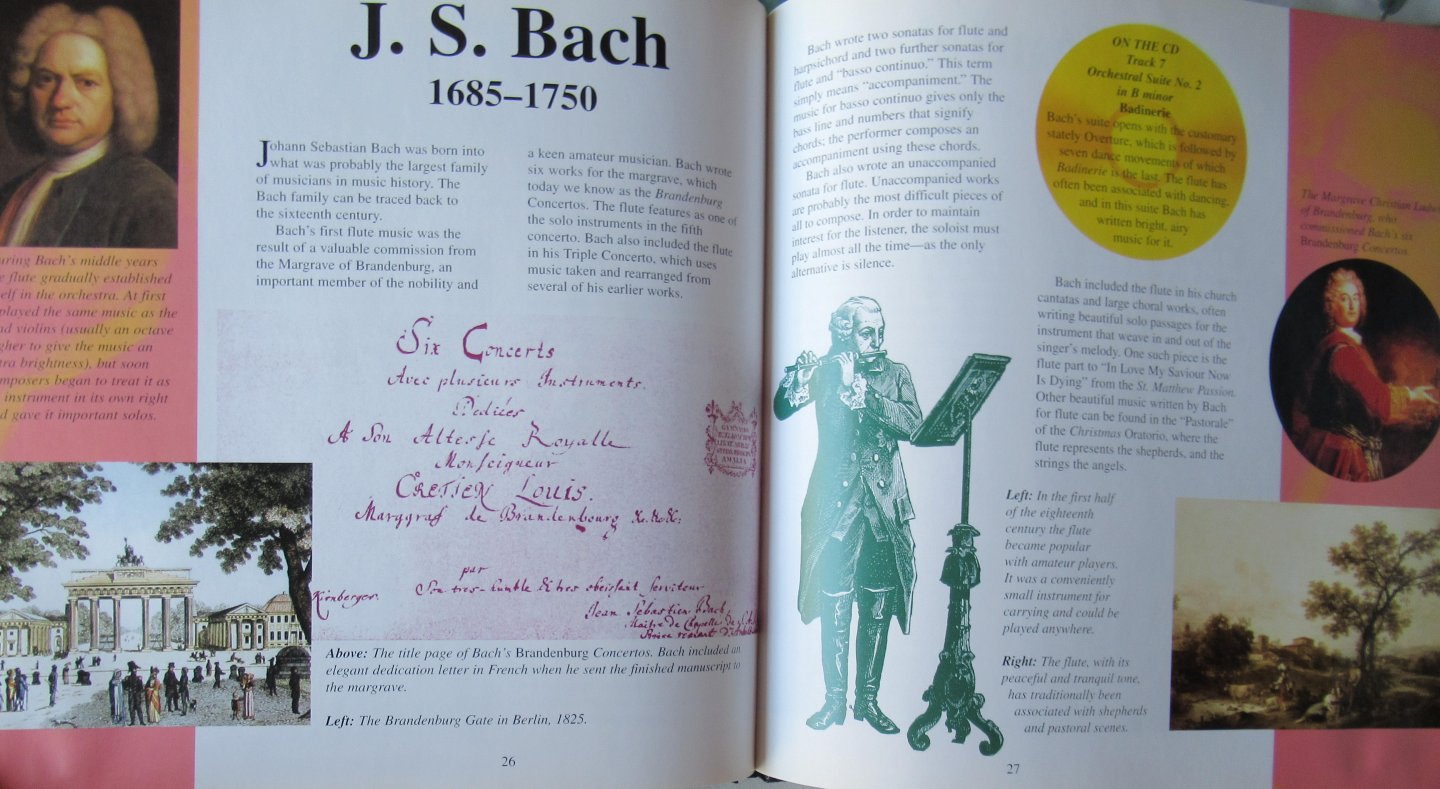 J. S. Bach
1685–1750
Johann Sebastian Bach was born into
what was probably the largest family
of musicians in music history. The
Bach family can be traced back to
the sixteenth century.
Bach's first flute music was the
result of a valuable commission from
the Margrave of Brandenburg, an
important member of the nobility and
a keen amateur musician. Bach wrote
six works for the margrave, which
today we know as the Brandenburg
Concertos. The flute features as one of
the solo instruments in the fifth
concerto. Bach also included the flute
in his Triple Concerto, which uses
music taken and rearranged from
several of his earlier works.
uring Bach's middle years
e flute gradually established
elf in the orchestra. At first
played the same music as the
nd violins (usually an octave
gher to give the music an
tra brightness), but soon
mposers began to treat it as
instrument in its own right
d gave it important solos.
Six Concerts
Avec plusieurs Instruments.
Dediées
A Son Altesse Royalle
Monseigneur
CRETIEN LOUIS.
Marggraf de Brandenbourg &c.&c.&c:
par
Son tres-humble & tres obeissant serviteur
Kirnberger.
Jean Sebastien Bach,
Maitre de Chapelle de
Above: The title page of Bach's Brandenburg Concertos. Bach included an
elegant dedication letter in French when he sent the finished manuscript to
the margrave.
Left: The Brandenburg Gate in Berlin, 1825.
26
Bach wrote two sonatas for flute and
harpsichord and two further sonatas for
flute and “basso continuo.” This term
simply means “accompaniment.” The
music for basso continuo gives only the
bass line and numbers that signify
chords; the performer composes an
accompaniment using these chords.
Bach also wrote an unaccompanied
sonata for flute. Unaccompanied works
are probably the most difficult pieces of
all to compose. In order to maintain
interest for the listener, the soloist must
play almost all the time—as the only
alternative is silence.
ON THE CD
Track 7
Orchestral Suite No. 2
in B minor
Badinerie
Bach's suite opens with the customary
stately Overture, which is followed by
seven dance movements of which
Badinerie is the last. The flute has
often been associated with dancing,
and in this suite Bach has
written bright, airy
music for it.
Bach included the flute in his church
cantatas and large choral works, often
writing beautiful solo passages for the
instrument that weave in and out of the
singer's melody. One such piece is the
flute part to “In Love My Saviour Now
Is Dying” from the St. Matthew Passion.
Other beautiful music written by Bach
for flute can be found in the “Pastorale”
of the Christmas Oratorio, where the
flute represents the shepherds, and the
strings the angels.
The Margrave Christian Ludwi
of Brandenburg, who
commissioned Bach's six
Brandenburg Concertos.
Left: In the first half
of the eighteenth
century the flute
became popular
with amateur players.
It was a conveniently
small instrument for
carrying and could be
played anywhere.
Right: The flute, with its
peaceful and tranquil tone,
has traditionally been
associated with shepherds
and pastoral scenes.
27